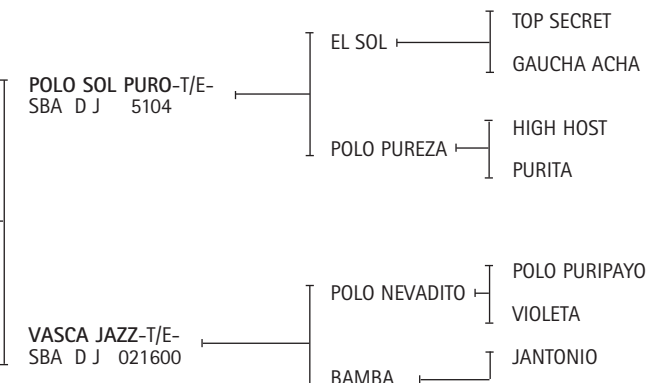 TOP SECRET
EL SOL
GAUCHA ACHA
POLO SOL PURO-T/E-
SBA D J 5104
HIGH HOST
POLO PUREZA
PURITA
POLO PURIPAYO
POLO NEVADITO
VIOLETA
VASCA JAZZ-T/E-
SBA D J 021600
JANTONIO
BAMBA